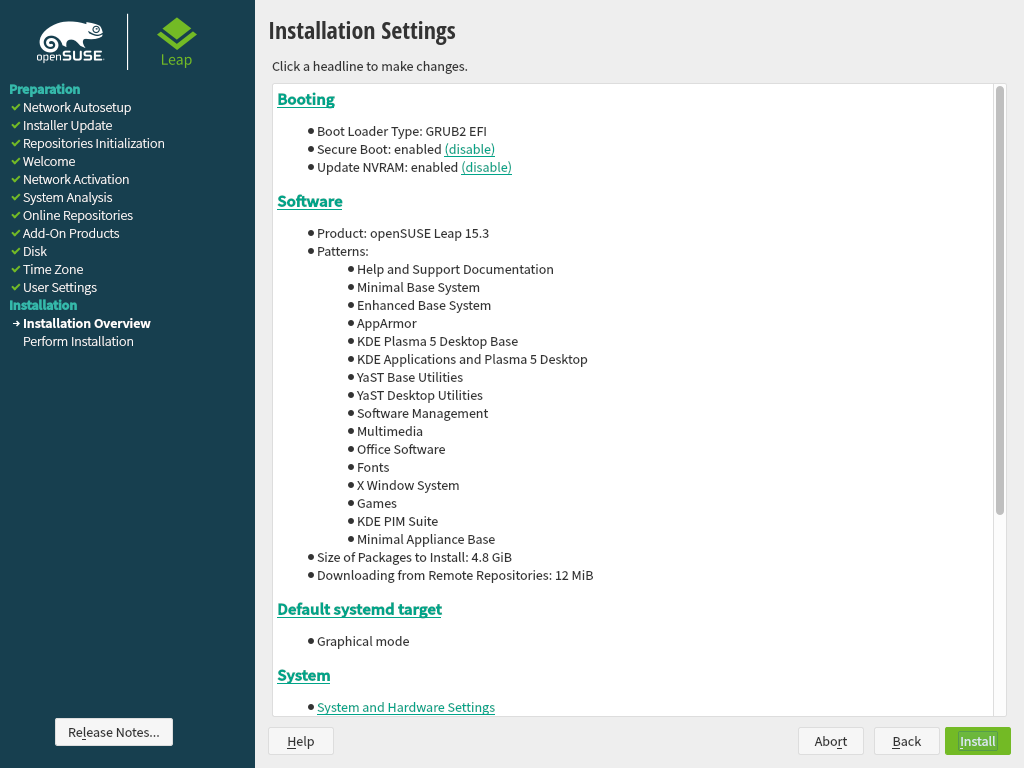 openSUSE
Leap
Preparation
Network Autosetup
Installer Update
Repositories Initialization
Welcome
Network Activation
System Analysis
Online Repositories
Add-On Products
Disk
Time Zone
User Settings
Installation
Installation Overview
Perform Installation
Release Notes...
Installation Settings
Click a headline to make changes.
Booting
Boot Loader Type: GRUB2 EFI
Secure Boot: enabled (disable)
Update NVRAM: enabled (disable)
Software
Product: openSUSE Leap 15.3
Patterns:
Help and Support Documentation
Minimal Base System
Enhanced Base System
AppArmor
KDE Plasma 5 Desktop Base
KDE Applications and Plasma 5 Desktop
YaST Base Utilities
YaST Desktop Utilities
Software Management
Multimedia
Office Software
Fonts
X Window System
Games
KDE PIM Suite
Minimal Appliance Base
Size of Packages to Install: 4.8 GiB
Downloading from Remote Repositories: 12 MiB
Default systemd target
Graphical mode
System
System and Hardware Settings
Help
Abort
Back
Install